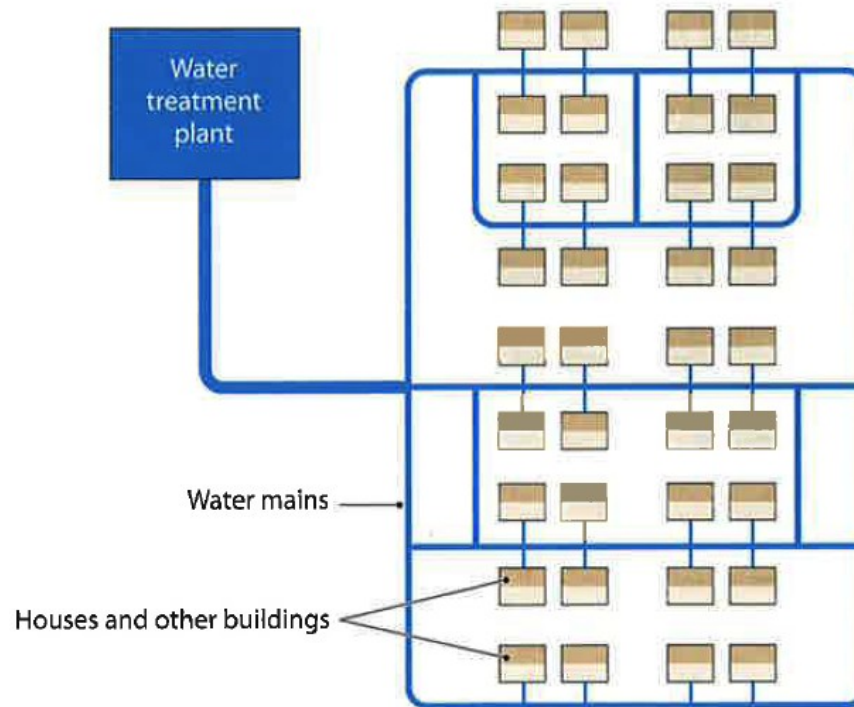 Water
treatment
plant
Water mains
Houses and other buildings